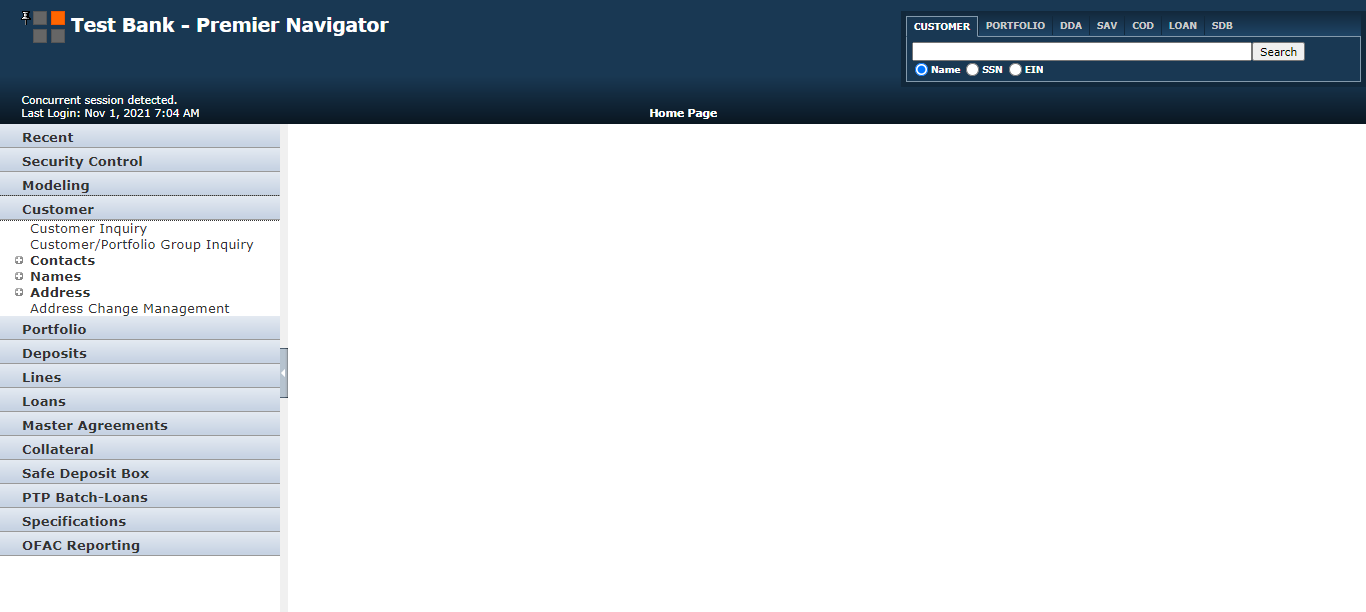 Test Bank - Premier Navigator
CUSTOMER PORTFOLIO DDA SAV COD LOAN SDB
Search
Name SSN EIN
Concurrent session detected.
Last Login: Nov 1, 2021 7:04 AM
Home Page
Recent
Security Control
Modeling
Customer
Customer Inquiry
Customer/Portfolio Group Inquiry
Contacts
Names
Address
Address Change Management
Portfolio
Deposits
Lines
Loans
Master Agreements
Collateral
Safe Deposit Box
PTP Batch-Loans
Specifications
OFAC Reporting